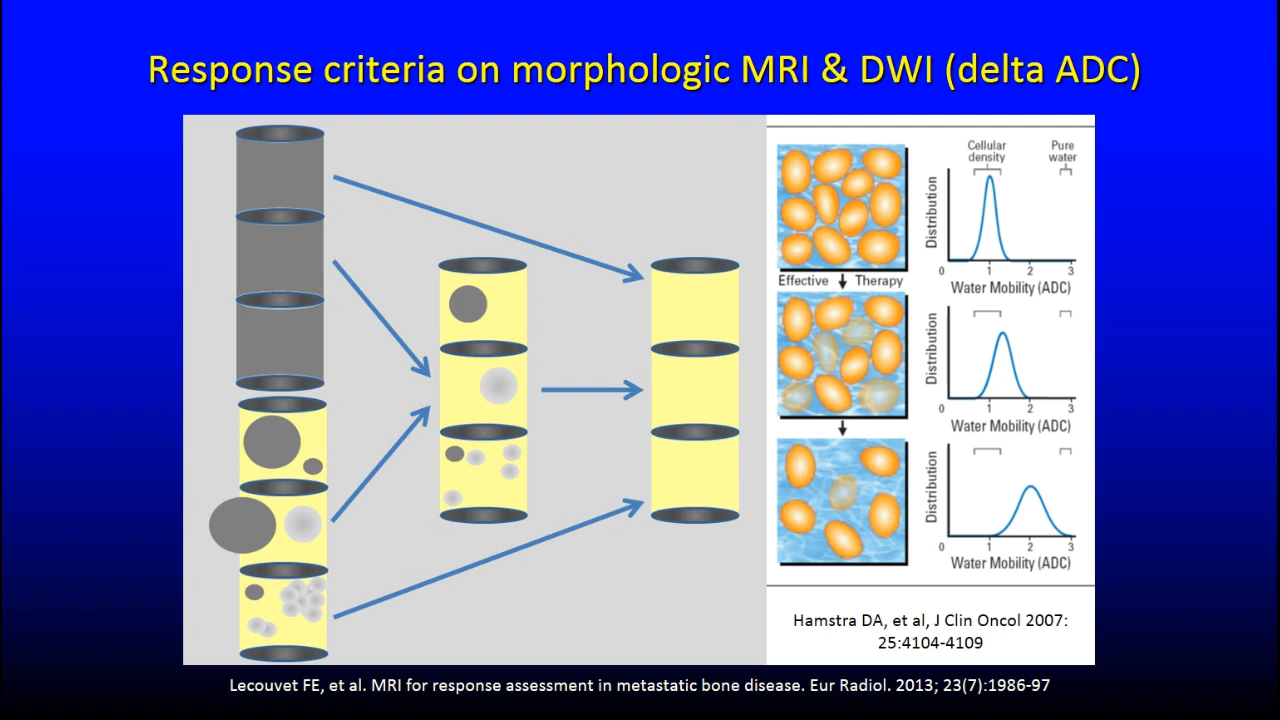 Response criteria on morphologic MRI & DWI (delta ADC)
Cellular density
Pure water
Distribution
0 1 2 3
Water Mobility (ADC)
Effective Therapy
Distribution
0 1 2 3
Water Mobility (ADC)
Distribution
0 1 2 3
Water Mobility (ADC)
Hamstra DA, et al, J Clin Oncol 2007:
25:4104-4109
Lecouvet FE, et al. MRI for response assessment in metastatic bone disease. Eur Radiol. 2013; 23(7):1986-97